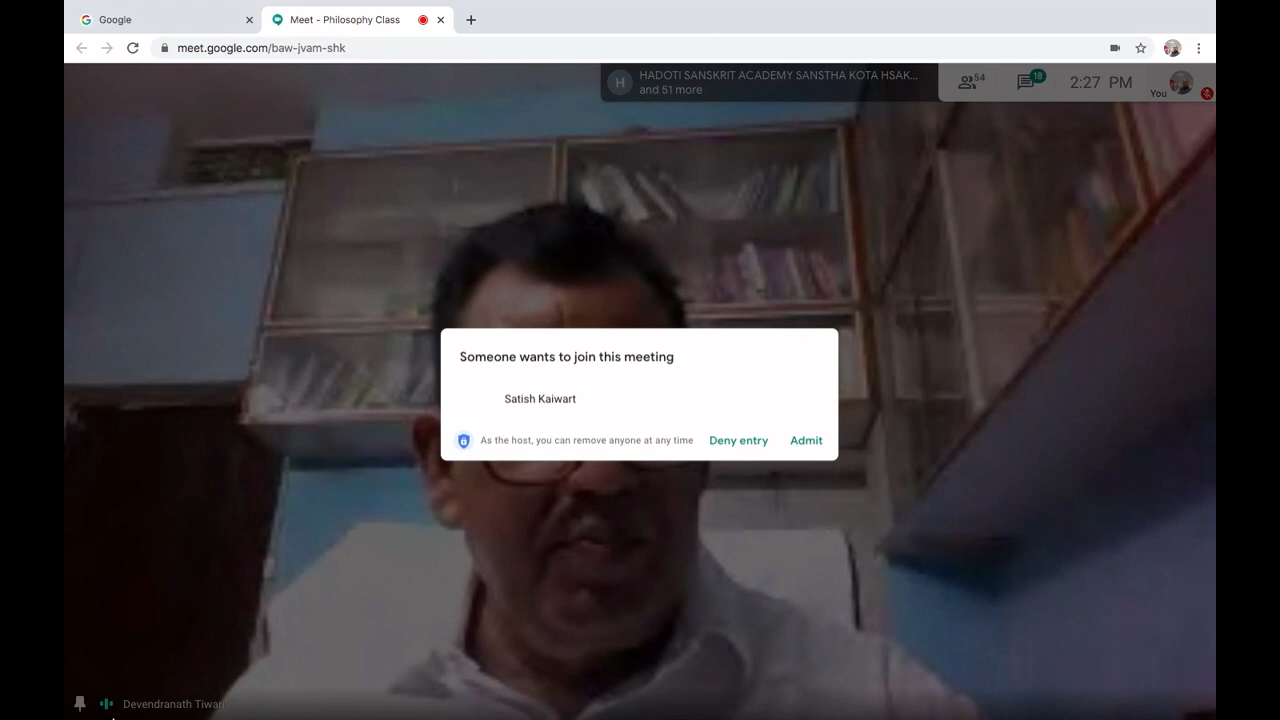 Google
Meet - Philosophy Class
meet.google.com/baw-jvam-shk
H
HADOTI SANSKRIT ACADEMY SANSTHA KOTA HSAK...
and 51 more
54
18
2:27 PM
You
Someone wants to join this meeting
Satish Kaiwart
As the host, you can remove anyone at any time
Deny entry
Admit
Devendranath Tiwari